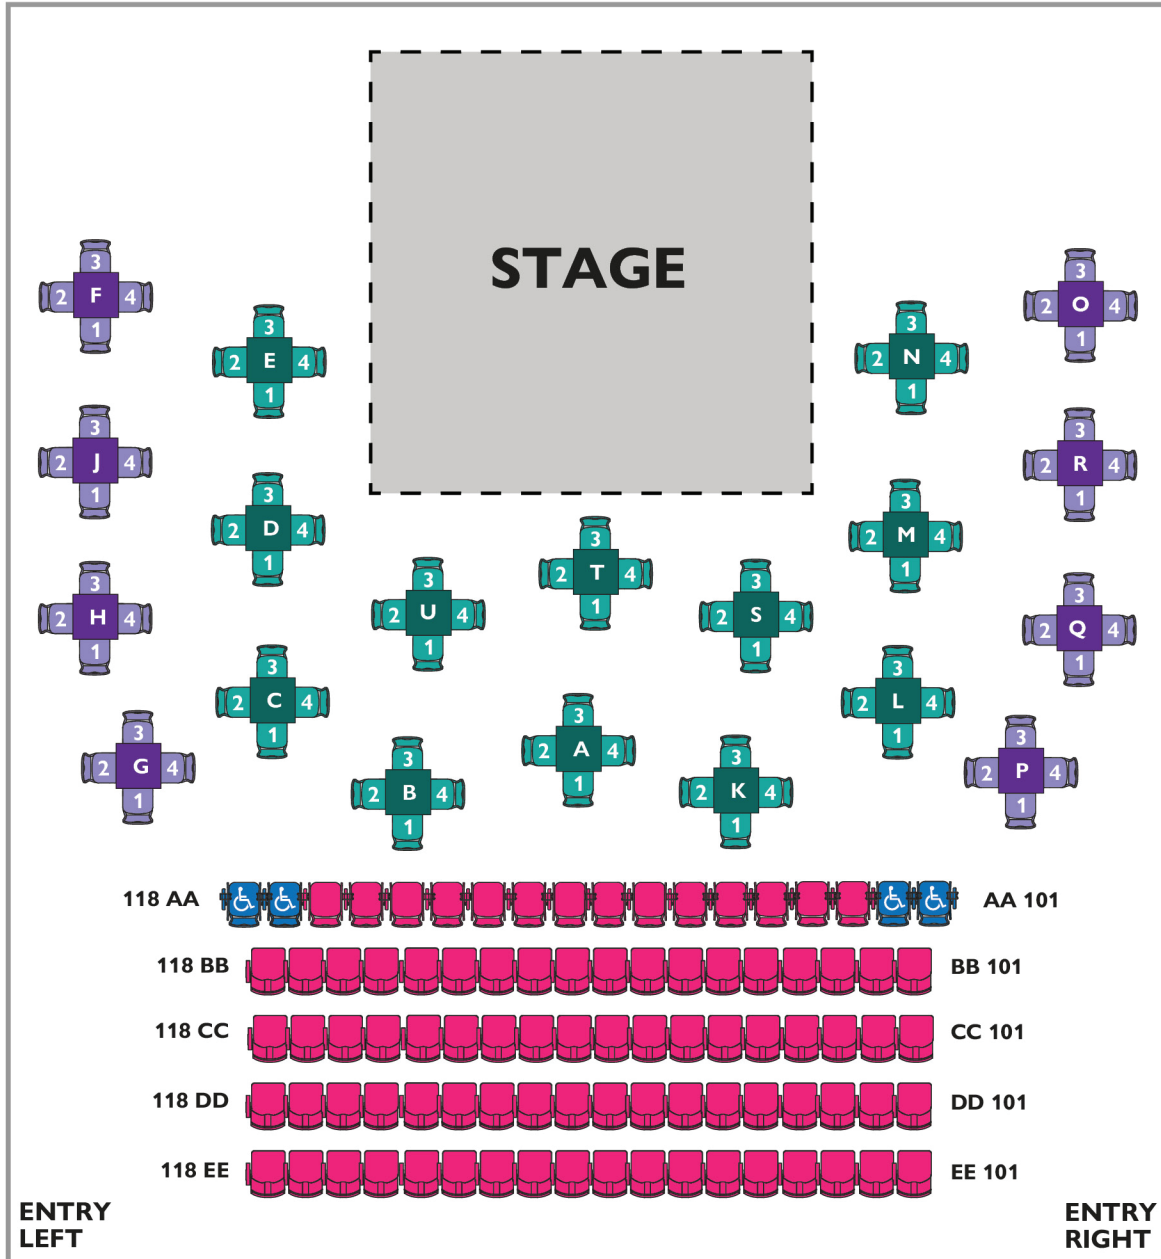 STAGE
3
2 F 4
1
3
2 O 4
1
3
2 E 4
1
3
2 N 4
1
3
2 J 4
1
3
2 R 4
1
3
2 D 4
1
3
2 M 4
1
3
2 T 4
1
3
2 U 4
1
3
2 S 4
1
3
2 H 4
1
3
2 Q 4
1
3
2 C 4
1
3
2 L 4
1
3
2 A 4
1
3
2 G 4
1
3
2 P 4
1
3
2 B 4
1
3
2 K 4
1
118 AA AA 101
118 BB BB 101
118 CC CC 101
118 DD DD 101
118 EE EE 101
ENTRY
LEFT
ENTRY
RIGHT